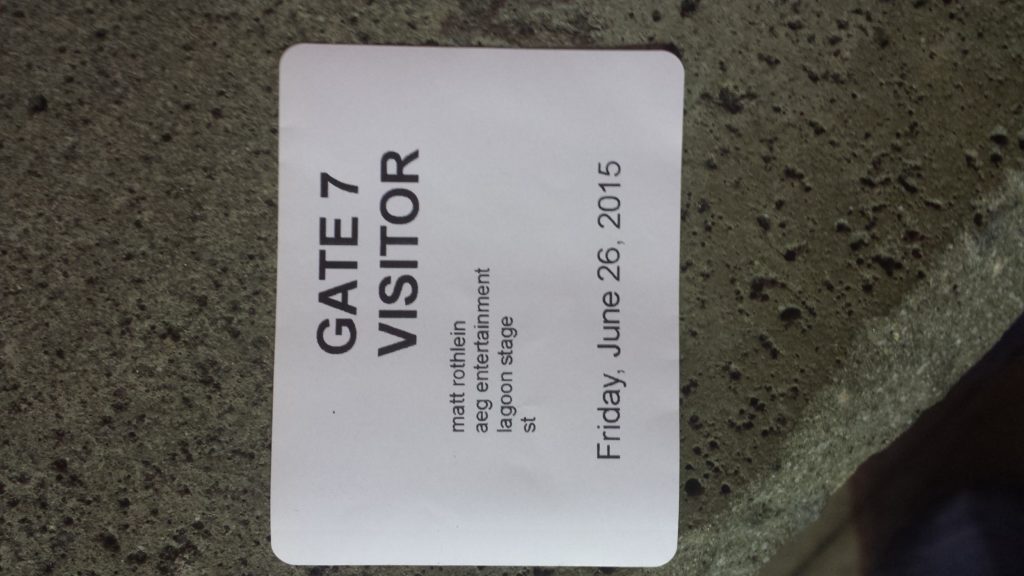 GATE 7
VISITOR
matt rothlein
aeg entertainment
lagoon stage
st
Friday, June 26, 2015